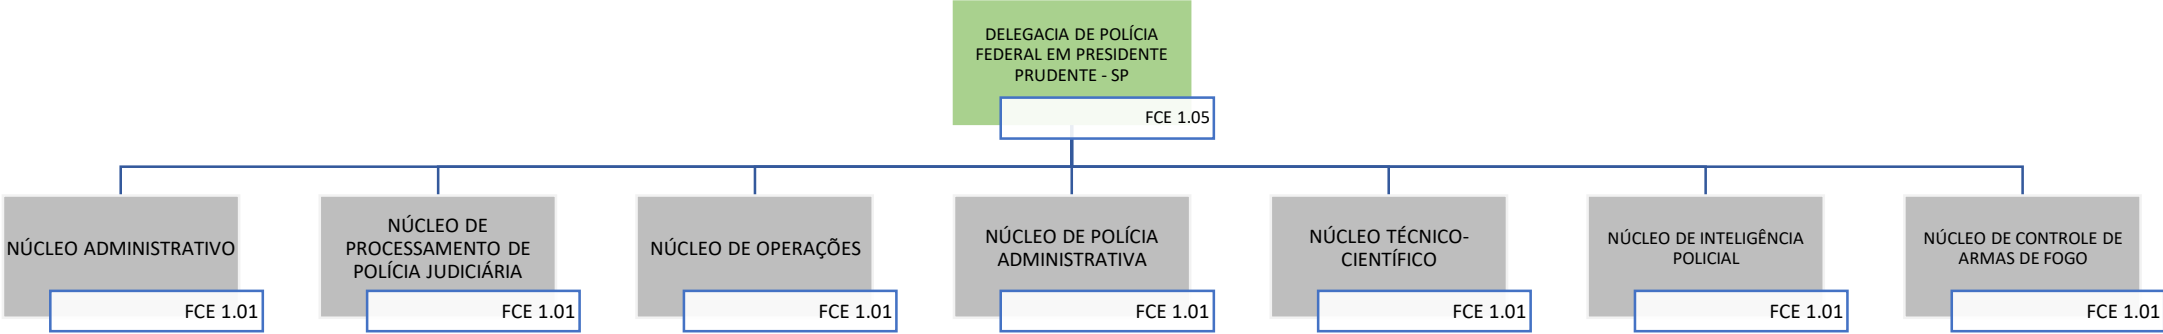 DELEGACIA DE POLÍCIA
FEDERAL EM PRESIDENTE
PRUDENTE - SP
FCE 1.05
NÚCLEO ADMINISTRATIVO
FCE 1.01
NÚCLEO DE
PROCESSAMENTO DE
POLÍCIA JUDICIÁRIA
FCE 1.01
NÚCLEO DE OPERAÇÕES
FCE 1.01
NÚCLEO DE POLÍCIA
ADMINISTRATIVA
FCE 1.01
NÚCLEO TÉCNICO-
CIENTÍFICO
FCE 1.01
NÚCLEO DE INTELIGÊNCIA
POLICIAL
FCE 1.01
NÚCLEO DE CONTROLE DE
ARMAS DE FOGO
FCE 1.01